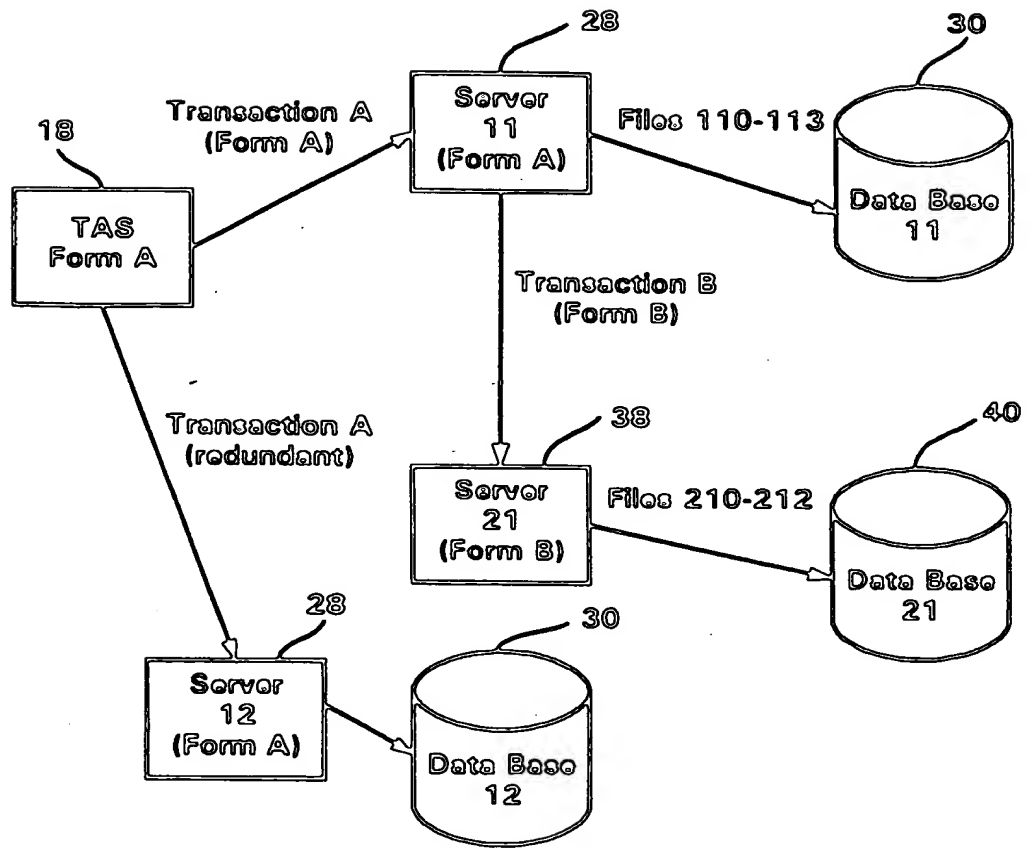 28
30
Transaction A
(Form A)
Server
11
(Form A)
Files 110-113
Data Base
11
18
TAS
Form A
Transaction B
(Form B)
Transaction A
(redundant)
38
40
Server
21
(Form B)
Files 210-212
Data Base
21
28
30
Server
12
(Form A)
Data Base
12